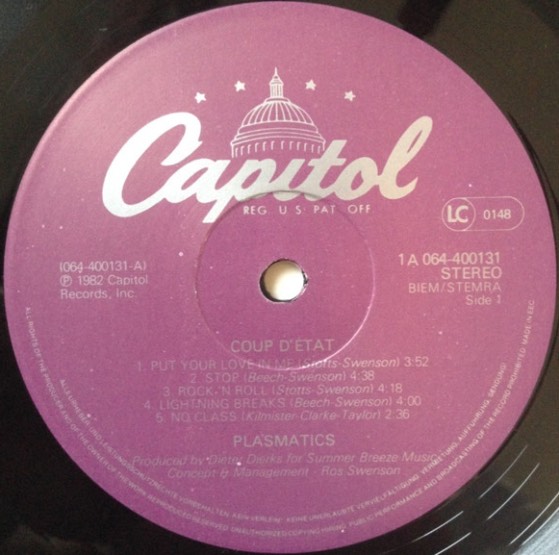 Capitol
REG. U.S. PAT. OFF
LC 0148
(064-400131-A)
℗ 1982 Capitol
Records, Inc.
1A 064-400131
STEREO
BIEM/STEMRA
Side 1
COUP D'ÉTAT
1. PUT YOUR LOVE IN ME (Stotts-Swenson) 3:52
2. STOP (Beech-Swenson) 4:38
3. ROCK-'N ROLL (Stotts-Swenson) 4:18
4. LIGHTNING BREAKS (Beech-Swenson) 4:00
5. NO CLASS (Kilmister-Clarke-Taylor) 2.36
PLASMATICS
Produced by Dieter Dierks for Summer Breeze Music
Concept & Management - Ros Swenson